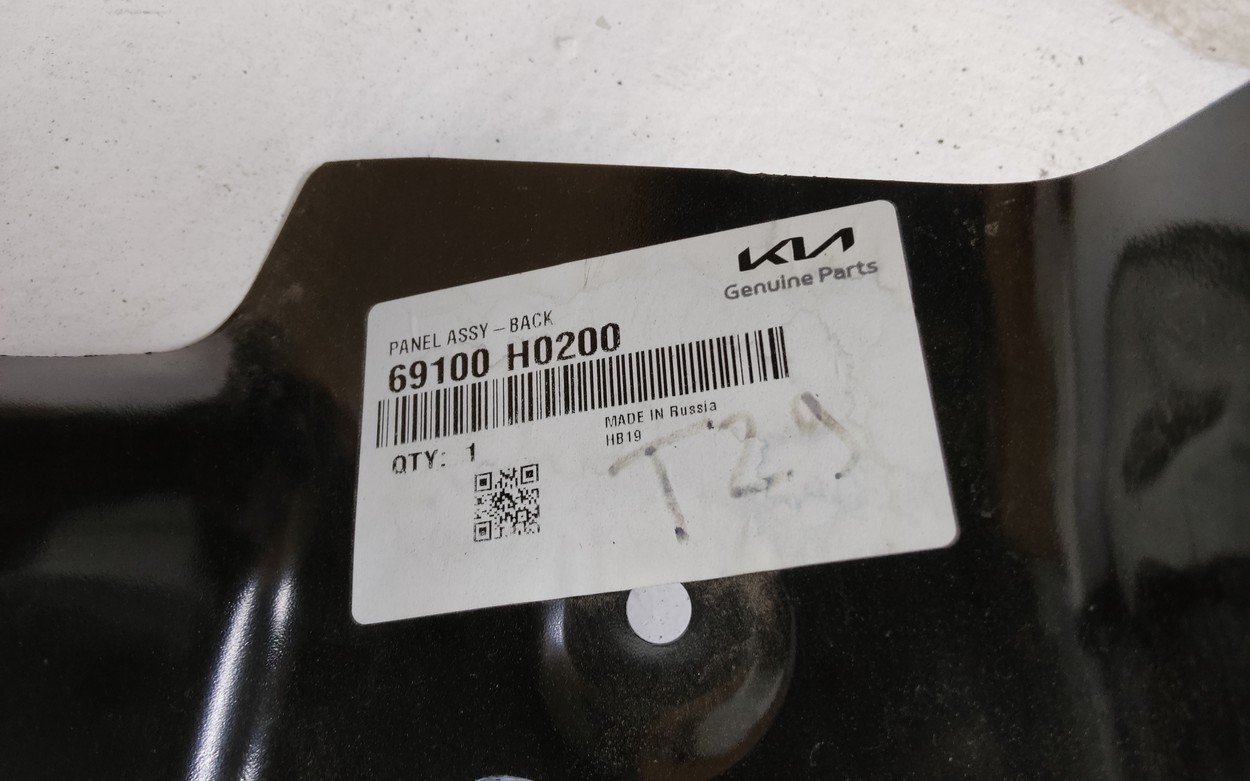 KIA
Genuine Parts
PANEL ASSY - BACK
69100 H0200
MADE IN Russia
HB19
QTY: 1
T29